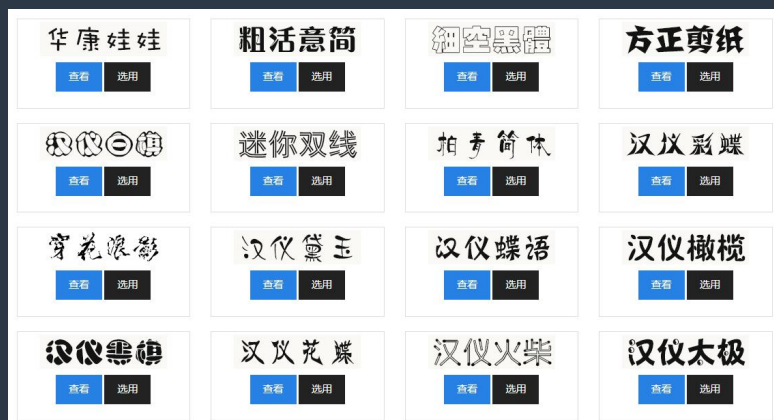 华康娃娃 粗活意简 細空黑體 方正剪纸
查看 选用 查看 选用 查看 选用 查看 选用
汉仪白棋 迷你双线 柏青简体 汉仪彩蝶
查看 选用 查看 选用 查看 选用 查看 选用
穿花浪影 汉仪黛玉 汉仪蝶语 汉仪橄榄
查看 选用 查看 选用 查看 选用 查看 选用
汉仪黑棋 汉仪花蝶 汉仪火柴 汉仪太极
查看 选用 查看 选用 查看 选用 查看 选用